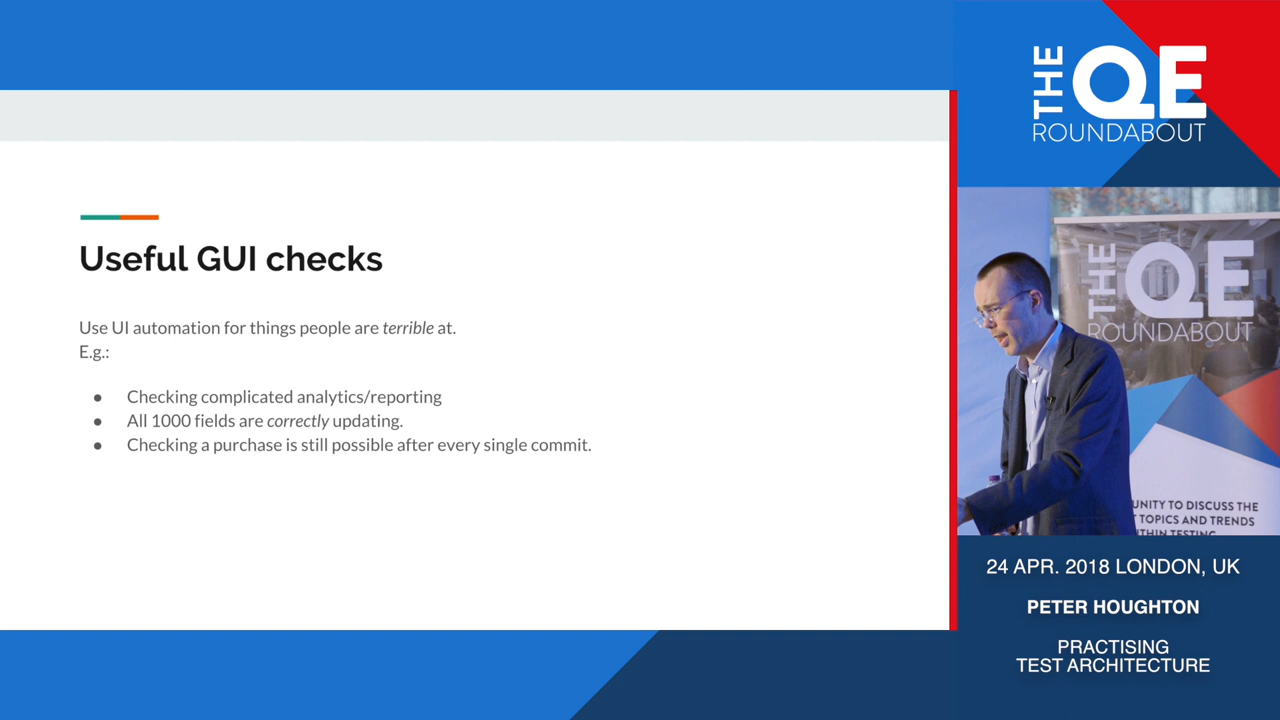 Useful GUI checks
Use UI automation for things people are terrible at.
E.g.:
● Checking complicated analytics/reporting
● All 1000 fields are correctly updating.
● Checking a purchase is still possible after every single commit.
THE QE
ROUNDABOUT
THE QE
ROUNDABOUT
UNITY TO DISCUSS THE
TOPICS AND TRENDS
WITHIN TESTING
24 APR. 2018 LONDON, UK
PETER HOUGHTON
PRACTISING
TEST ARCHITECTURE